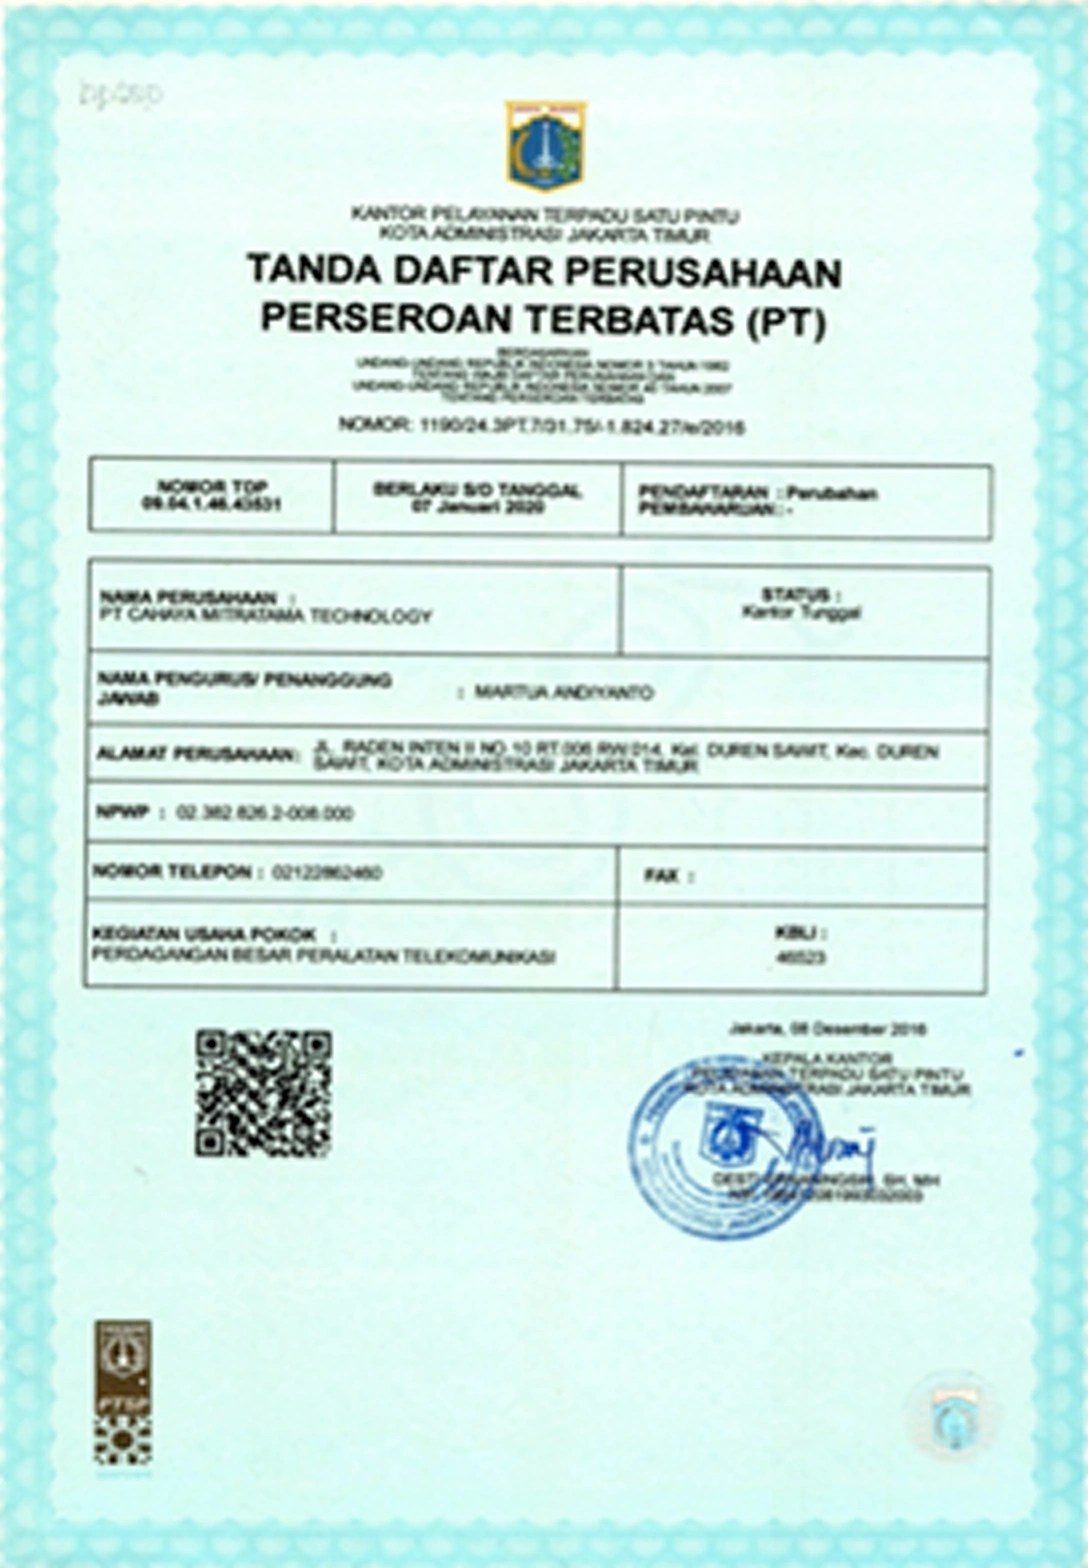 bptsp
KANTOR PELAYANAN TERPADU SATU PINTU
KOTA ADMINISTRASI JAKARTA TIMUR
TANDA DAFTAR PERUSAHAAN
PERSEROAN TERBATAS (PT)
BERDASARKAN
UNDANG-UNDANG REPUBLIK INDONESIA NOMOR 3 TAHUN 1982
TENTANG WAJIB DAFTAR PERUSAHAAN DAN
UNDANG-UNDANG REPUBLIK INDONESIA NOMOR 40 TAHUN 2007
TENTANG PERSEROAN TERBATAS
NOMOR: 1190/24.3PT.7/31.75/-1.824.27/e/2016
NOMOR TDP
09.04.1.46.43531
BERLAKU S/D TANGGAL
07 Januari 2020
PENDAFTARAN : Perubahan
PEMBAHARUAN : -
NAMA PERUSAHAAN :
PT CAHAYA MITRATAMA TECHNOLOGY
STATUS :
Kantor Tunggal
NAMA PENGURUS/ PENANGGUNG
JAWAB
: MARTUA ANDIYANTO
ALAMAT PERUSAHAAN: JL. RADEN INTEN II NO.10 RT.006 RW.014, Kel. DUREN SAWIT, Kec. DUREN
SAWIT, KOTA ADMINISTRASI JAKARTA TIMUR
NPWP : 02.382.826.2-008.000
NOMOR TELEPON : 02122862460
FAX :
KEGIATAN USAHA POKOK :
PERDAGANGAN BESAR PERALATAN TELEKOMUNIKASI
KBLI :
46523
Jakarta, 08 Desember 2016
KEPALA KANTOR
PELAYANAN TERPADU SATU PINTU
KOTA ADMINISTRASI JAKARTA TIMUR
SH, MH
PTSP